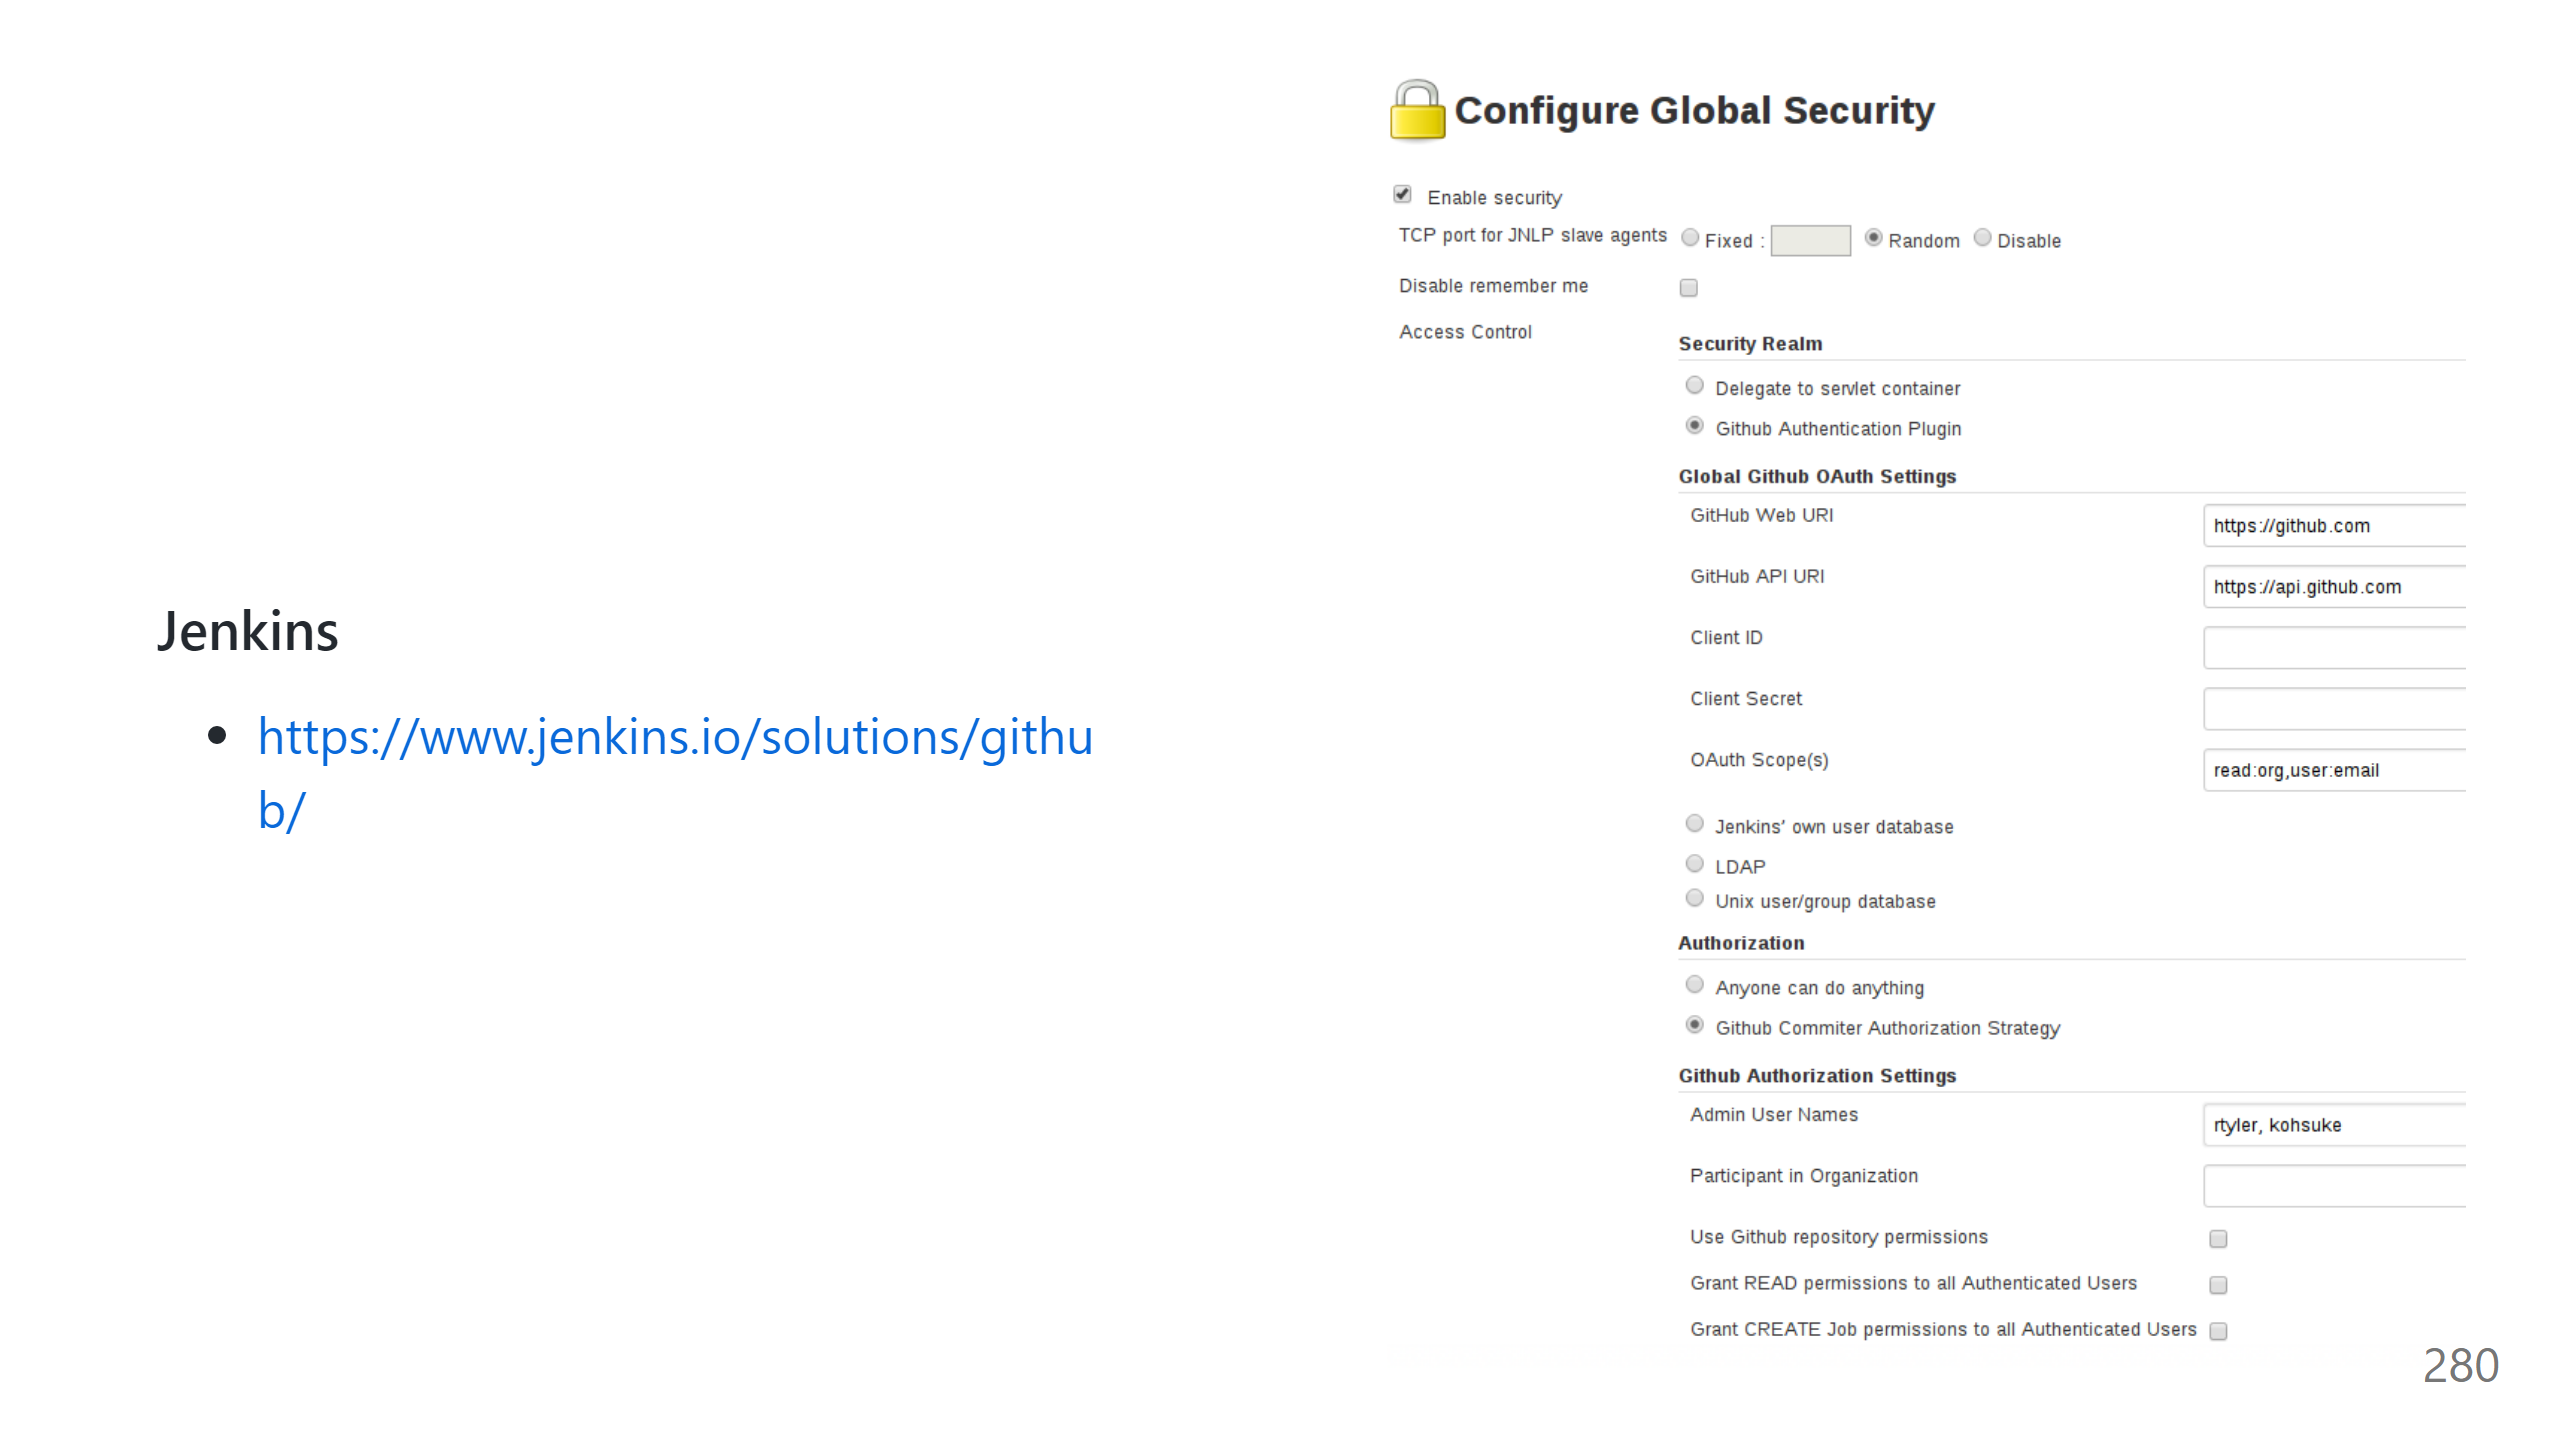 Jenkins
• https://www.jenkins.io/solutions/githu
b/
Configure Global Security
Enable security
TCP port for JNLP slave agents Fixed : Random Disable
Disable remember me
Access Control
Security Realm
Delegate to servlet container
Github Authentication Plugin
Global Github OAuth Settings
GitHub Web URI https://github.com
GitHub API URI https://api.github.com
Client ID
Client Secret
OAuth Scope(s) read:org,user:email
Jenkins’ own user database
LDAP
Unix user/group database
Authorization
Anyone can do anything
Github Commiter Authorization Strategy
Github Authorization Settings
Admin User Names rtyler, kohsuke
Participant in Organization
Use Github repository permissions
Grant READ permissions to all Authenticated Users
Grant CREATE Job permissions to all Authenticated Users
280